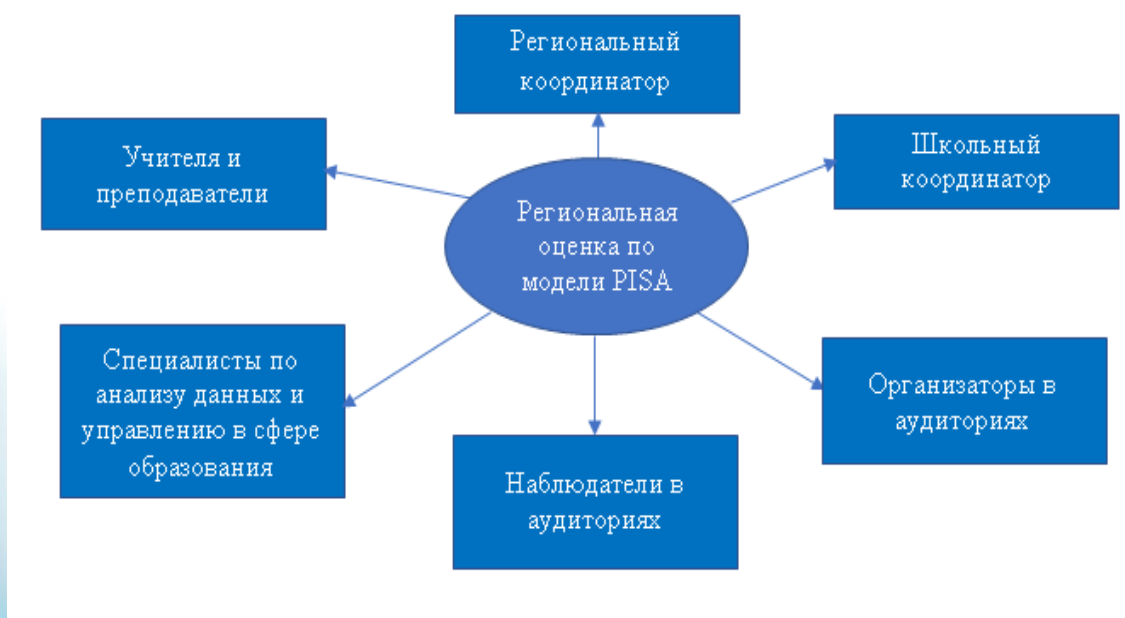 Региональный
координатор
Учителя и
преподаватели
Школьный
координатор
Региональная
оценка по
модели PISA
Специалисты по
анализу данных и
управлению в сфере
образования
Организаторы в
аудиториях
Наблюдатели в
аудиториях